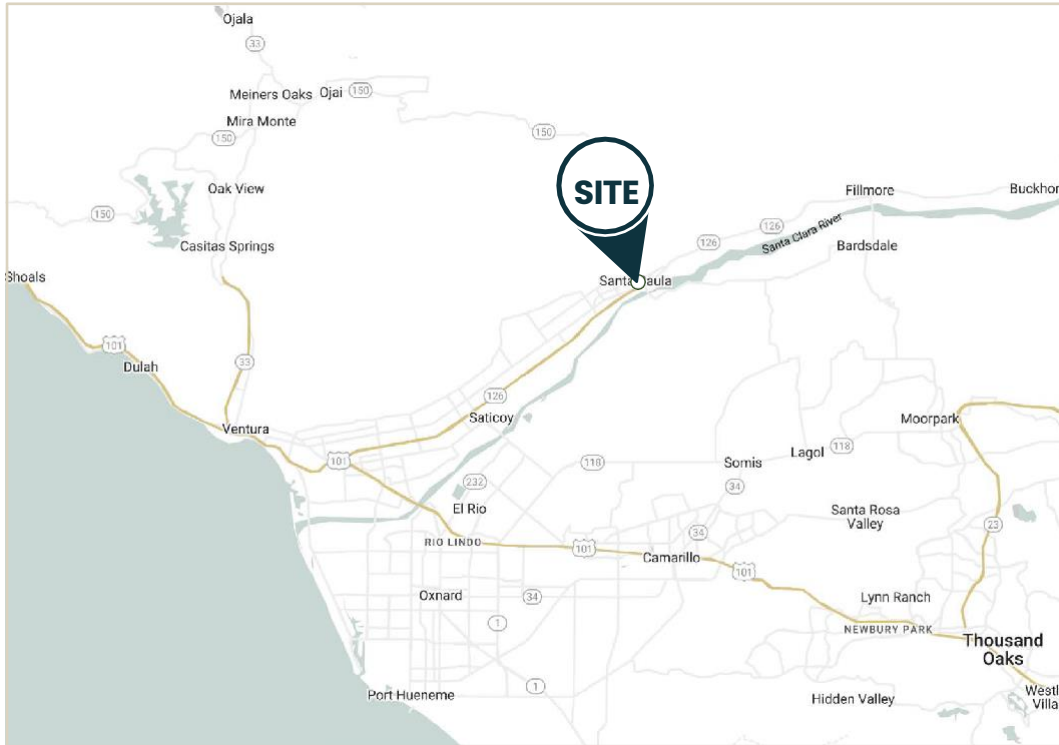 Ojala
33
Meiners Oaks
Ojai
150
Mira Monte
150
150
SITE
Oak View
Fillmore
Buckhor
150
126
Santa Clara River
126
Casitas Springs
Bardsdale
Shoals
Santa Paula
101
Dulah
33
126
Saticoy
Moorpark
Ventura
101
118
Somis
Lagol
118
232
34
El Rio
Santa Rosa
Valley
23
RIO LINDO
34
101
Camarillo
101
Oxnard
34
Lynn Ranch
1
NEWBURY PARK
Thousand
Oaks
1
Port Hueneme
Hidden Valley
Westl
Villa